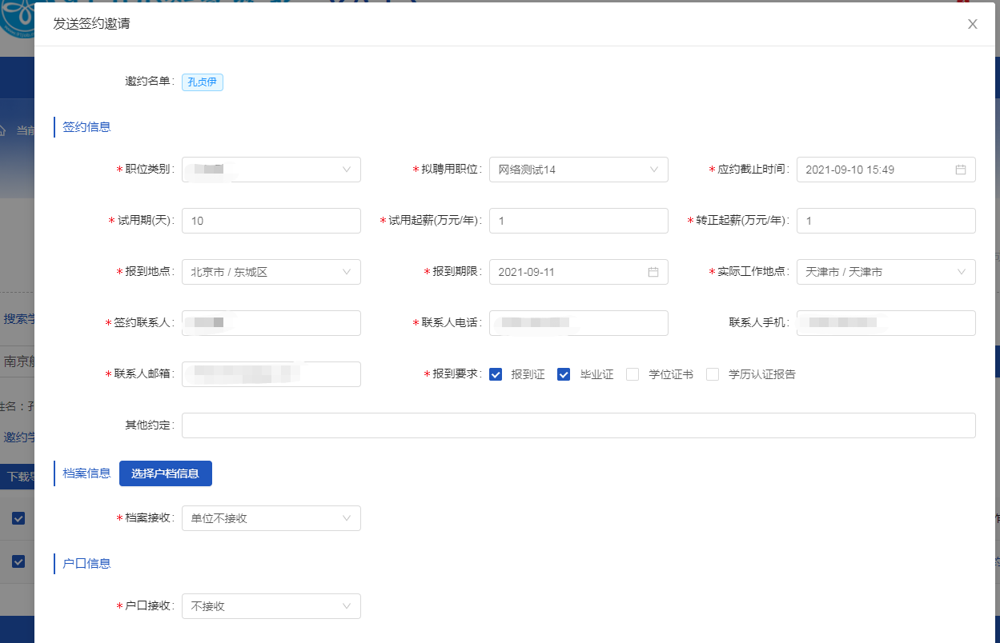 发送签约邀请
邀约名单: 孔贞伊
签约信息
*职位类别: *拟聘用职位: 网络测试14 *应约截止时间: 2021-09-10 15:49
*试用期(天): 10 *试用起薪(万元/年): 1 *转正起薪(万元/年): 1
*报到地点: 北京市 / 东城区 *报到期限: 2021-09-11 *实际工作地点: 天津市 / 天津市
*签约联系人: *联系人电话: 联系人手机:
*联系人邮箱: *报到要求: 报到证 毕业证 学位证书 学历认证报告
其他约定:
档案信息 选择户档信息
*档案接收: 单位不接收
户口信息
*户口接收: 不接收
当前
搜索学
南京航
姓名：孔
邀约学
下载导